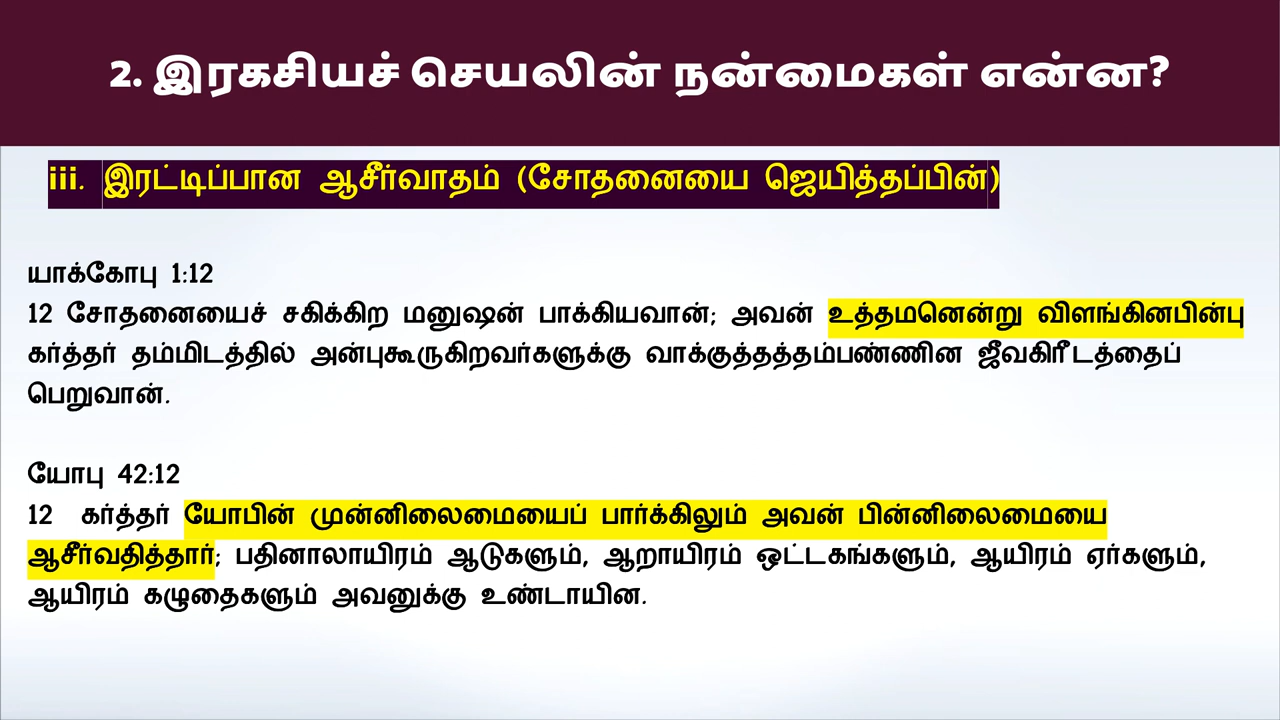 2. இரகசியச் செயலின் நன்மைகள் என்ன?
iii. இரட்டிப்பான ஆசீர்வாதம் (சோதனையை ஜெயித்தப்பின்)
யாக்கோபு 1:12
12 சோதனையைச் சகிக்கிற மனுஷன் பாக்கியவான்; அவன் உத்தமனென்று விளங்கினபின்பு
கர்த்தர் தம்மிடத்தில் அன்புகூருகிறவர்களுக்கு வாக்குத்தத்தம்பண்ணின ஜீவகிரீடத்தைப்
பெறுவான்.
யோபு 42:12
12 கர்த்தர் யோபின் முன்னிலைமையைப் பார்க்கிலும் அவன் பின்னிலைமையை
ஆசீர்வதித்தார்; பதினாலாயிரம் ஆடுகளும், ஆறாயிரம் ஒட்டகங்களும், ஆயிரம் ஏர்களும்,
ஆயிரம் கழுதைகளும் அவனுக்கு உண்டாயின.